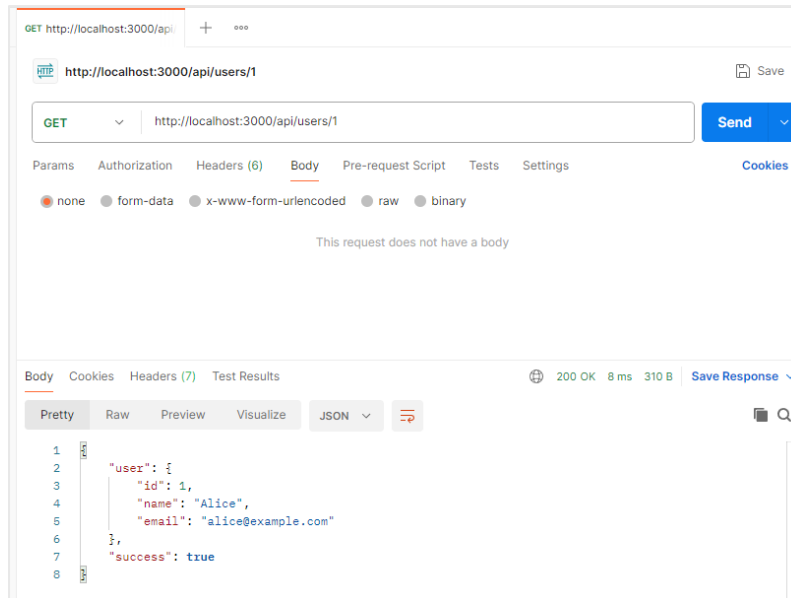 GET http://localhost:3000/api
HTTP http://localhost:3000/api/users/1 Save
GET http://localhost:3000/api/users/1 Send
Params Authorization Headers (6) Body Pre-request Script Tests Settings Cookies
none form-data x-www-form-urlencoded raw binary
This request does not have a body
Body Cookies Headers (7) Test Results 200 OK 8 ms 310 B Save Response
Pretty Raw Preview Visualize JSON
1 {
2 "user": {
3 "id": 1,
4 "name": "Alice",
5 "email": "alice@example.com"
6 },
7 "success": true
8 }